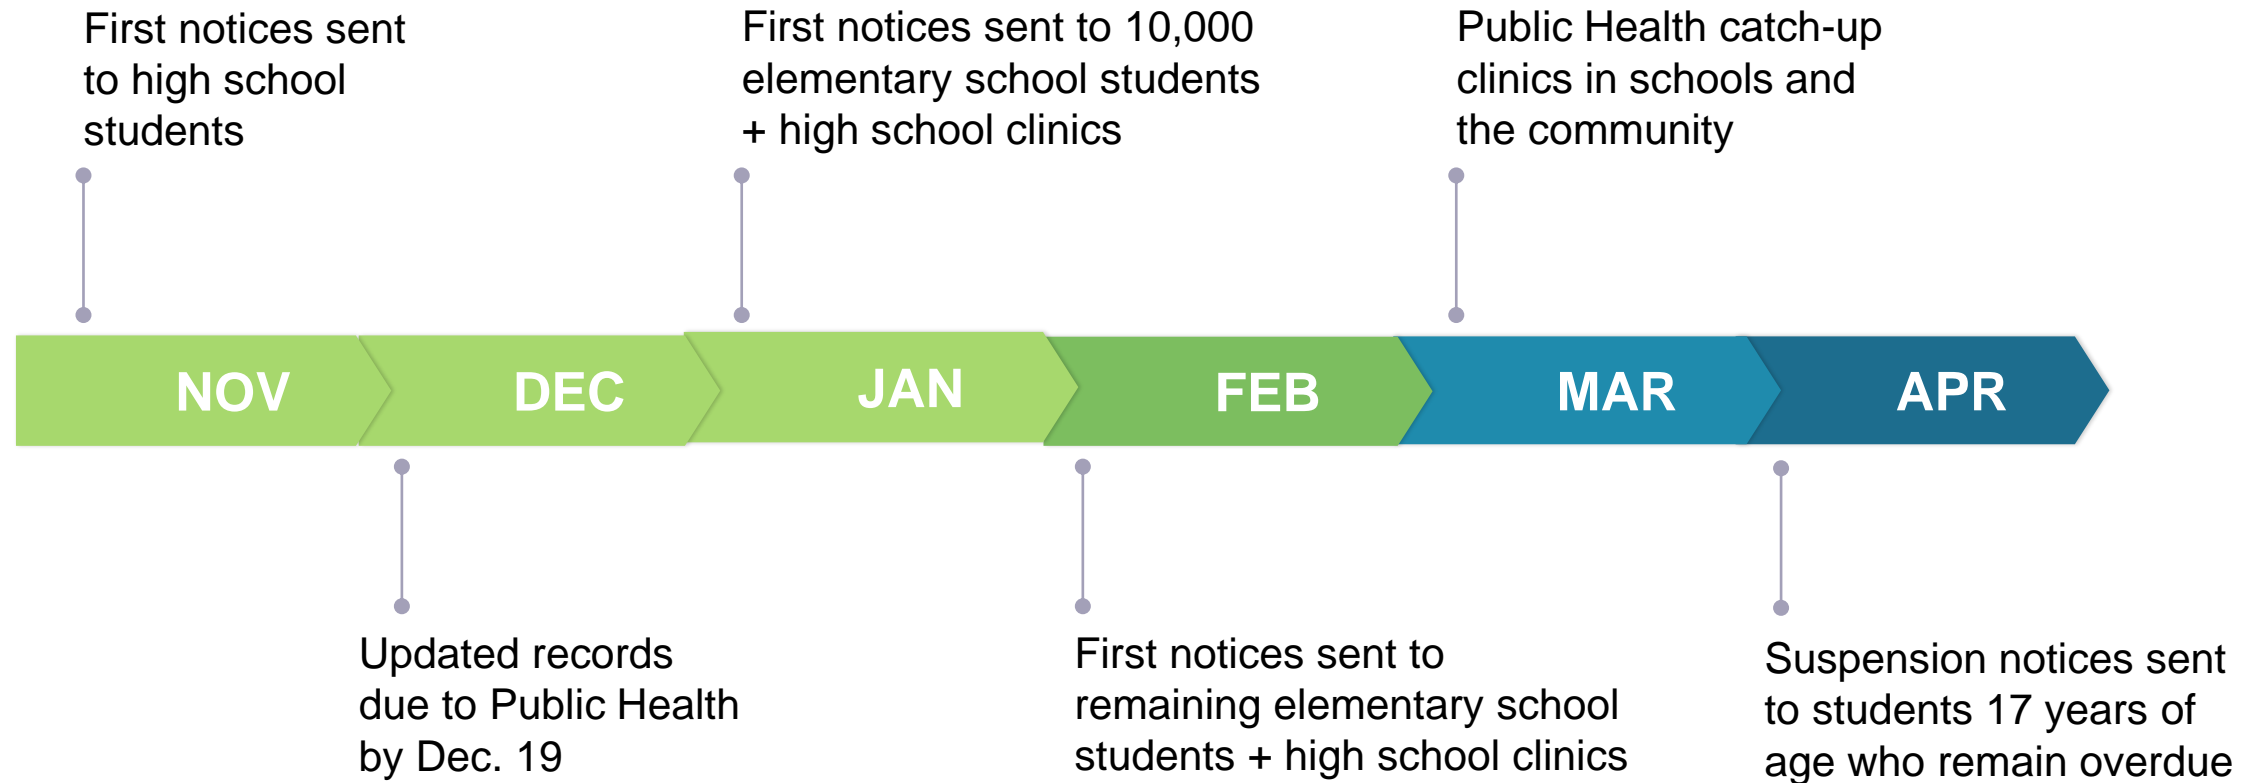 First notices sent
to high school
students
First notices sent to 10,000
elementary school students
+ high school clinics
Public Health catch-up
clinics in schools and
the community
NOV
DEC
JAN
FEB
MAR
APR
Updated records
due to Public Health
by Dec. 19
First notices sent to
remaining elementary school
students + high school clinics
Suspension notices sent
to students 17 years of
age who remain overdue